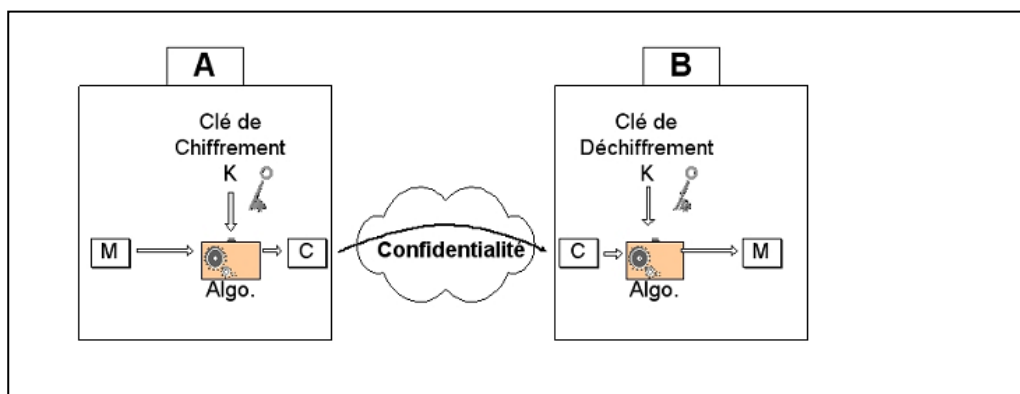 A
Clé de
Chiffrement
K
M
C
Algo.
Confidentialité
B
Clé de
Déchiffrement
K
C
M
Algo.